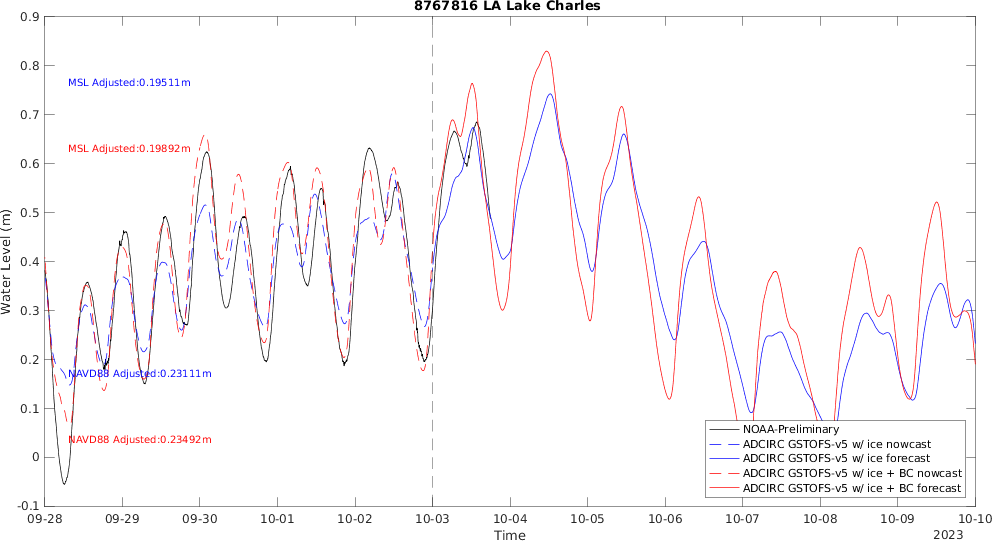 8767816 LA Lake Charles
0.9
0.8
0.7
0.6
0.5
0.4
0.3
0.2
0.1
0
-0.1
Water Level (m)
MSL Adjusted:0.19511m
MSL Adjusted:0.19892m
NAVD88 Adjusted:0.23111m
NAVD88 Adjusted:0.23492m
NOAA-Preliminary
ADCIRC GSTOFS-v5 w/ ice nowcast
ADCIRC GSTOFS-v5 w/ ice forecast
ADCIRC GSTOFS-v5 w/ ice + BC nowcast
ADCIRC GSTOFS-v5 w/ ice + BC forecast
09-28 09-29 09-30 10-01 10-02 10-03 10-04 10-05 10-06 10-07 10-08 10-09 10-10
Time
2023